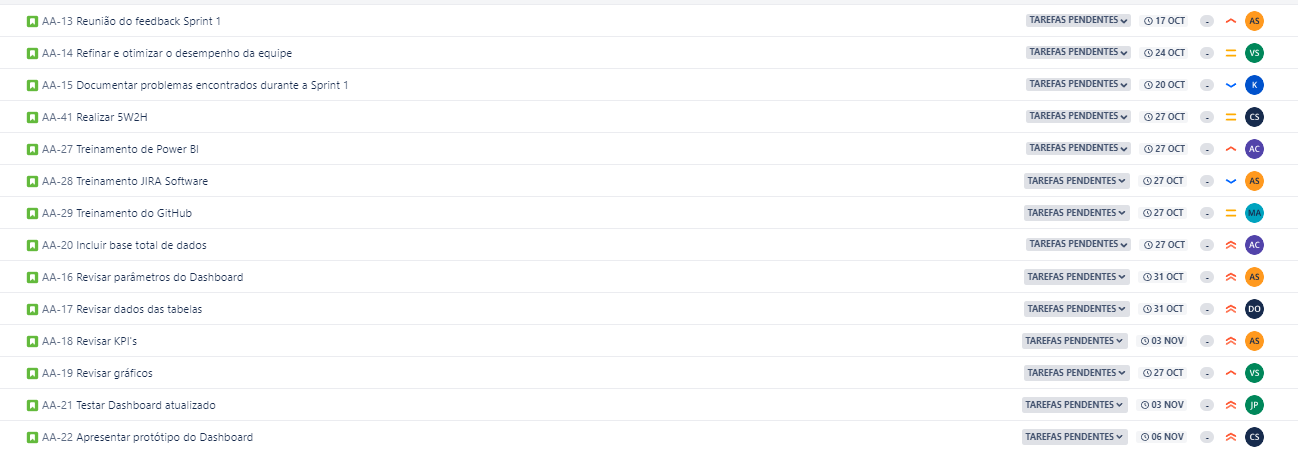 AA-13 Reunião do feedback Sprint 1 TAREFAS PENDENTES 17 OCT - AS
AA-14 Refinar e otimizar o desempenho da equipe TAREFAS PENDENTES 24 OCT - VS
AA-15 Documentar problemas encontrados durante a Sprint 1 TAREFAS PENDENTES 20 OCT - K
AA-41 Realizar 5W2H TAREFAS PENDENTES 27 OCT - CS
AA-27 Treinamento de Power BI TAREFAS PENDENTES 27 OCT - AC
AA-28 Treinamento JIRA Software TAREFAS PENDENTES 27 OCT - AS
AA-29 Treinamento do GitHub TAREFAS PENDENTES 27 OCT - MA
AA-20 Incluir base total de dados TAREFAS PENDENTES 27 OCT - AC
AA-16 Revisar parâmetros do Dashboard TAREFAS PENDENTES 31 OCT - AS
AA-17 Revisar dados das tabelas TAREFAS PENDENTES 31 OCT - DO
AA-18 Revisar KPI's TAREFAS PENDENTES 03 NOV - AS
AA-19 Revisar gráficos TAREFAS PENDENTES 27 OCT - VS
AA-21 Testar Dashboard atualizado TAREFAS PENDENTES 03 NOV - JP
AA-22 Apresentar protótipo do Dashboard TAREFAS PENDENTES 06 NOV - CS